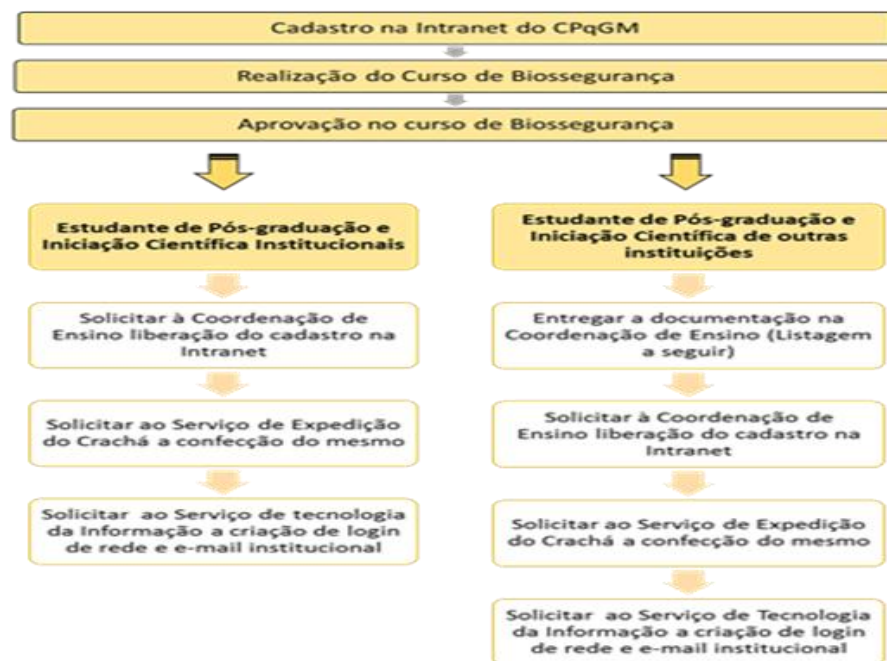 Cadastro na Intranet do CPqGM
Realização do Curso de Biossegurança
Aprovação no curso de Biossegurança
Estudante de Pós-graduação e
Iniciação Científica Institucionais
Solicitar à Coordenação de
Ensino liberação do cadastro na
Intranet
Solicitar ao Serviço de Expedição
do Crachá a confecção do mesmo
Solicitar ao Serviço de tecnologia
da Informação a criação de login
de rede e e-mail institucional
Estudante de Pós-graduação e
Iniciação Científica de outras
instituições
Entregar a documentação na
Coordenação de Ensino (Listagem
a seguir)
Solicitar à Coordenação de
Ensino liberação do cadastro na
Intranet
Solicitar ao Serviço de Expedição
do Crachá a confecção do mesmo
Solicitar ao Serviço de Tecnologia
da Informação a criação de login
de rede e e-mail institucional